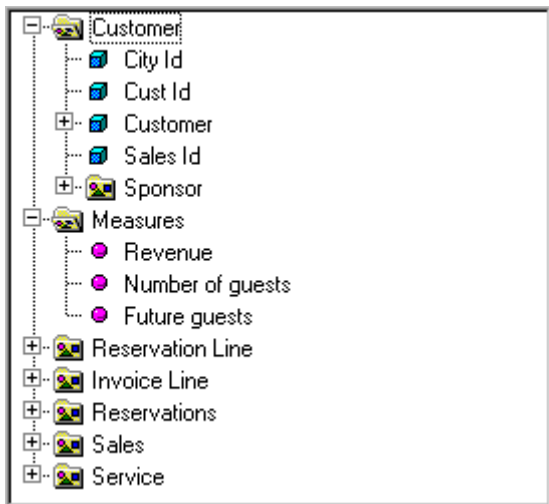 Customer
City Id
Cust Id
Customer
Sales Id
Sponsor
Measures
Revenue
Number of guests
Future guests
Reservation Line
Invoice Line
Reservations
Sales
Service